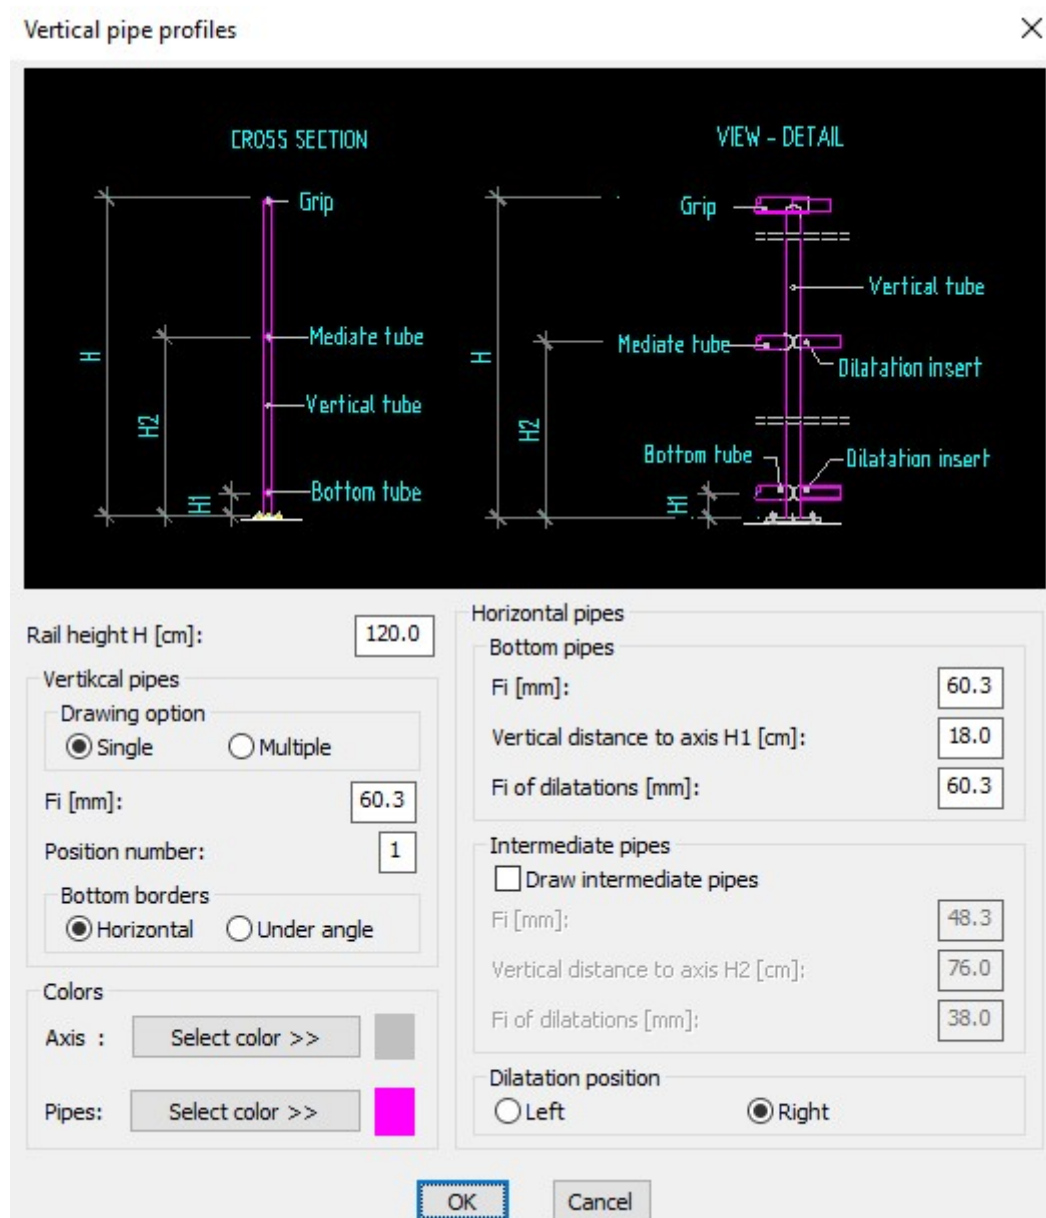 Vertical pipe profiles
CROSS SECTION
VIEW - DETAIL
Grip
Grip
Vertical tube
Mediate tube
Mediate tube
Dilatation insert
H
H
H2
H2
Vertical tube
Bottom tube
Dilatation insert
Bottom tube
H1
H1
Rail height H [cm]: 120.0
Vertikcal pipes
Drawing option
Single Multiple
Fi [mm]: 60.3
Position number: 1
Bottom borders
Horizontal Under angle
Colors
Axis : Select color >>
Pipes: Select color >>
Horizontal pipes
Bottom pipes
Fi [mm]: 60.3
Vertical distance to axis H1 [cm]: 18.0
Fi of dilatations [mm]: 60.3
Intermediate pipes
Draw intermediate pipes
Fi [mm]: 48.3
Vertical distance to axis H2 [cm]: 76.0
Fi of dilatations [mm]: 38.0
Dilatation position
Left Right
OK Cancel